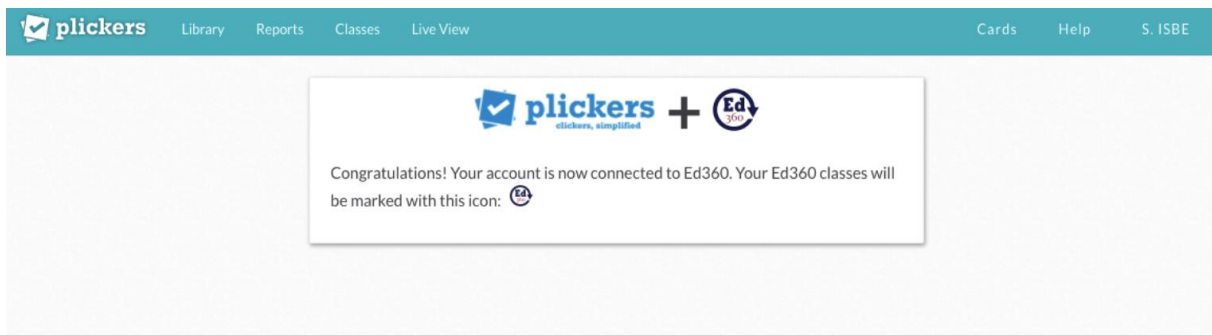 plickers Library Reports Classes Live View Cards Help S. ISBE
plickers + Ed 360
clickers, simplified
Congratulations! Your account is now connected to Ed360. Your Ed360 classes will
be marked with this icon: Ed